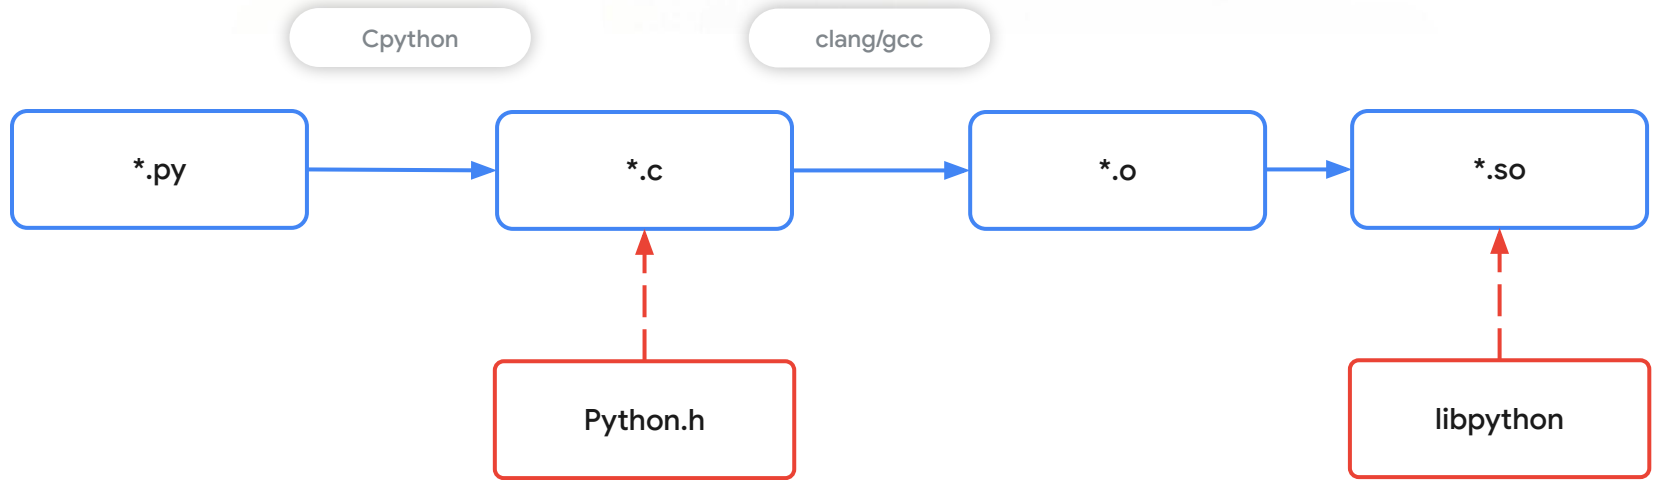 Cpython
clang/gcc
*.py
*.c
*.o
*.so
Python.h
libpython